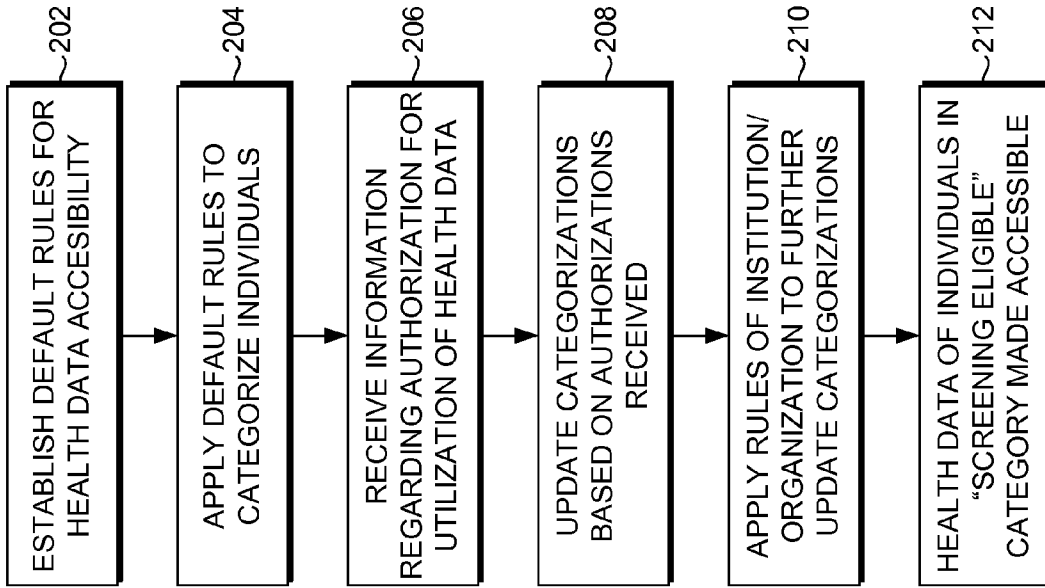 202
ESTABLISH DEFAULT RULES FOR
HEALTH DATA ACCESIBILITY
204
APPLY DEFAULT RULES TO
CATEGORIZE INDIVIDUALS
206
RECEIVE INFORMATION
REGARDING AUTHORIZATION FOR
UTILIZATION OF HEALTH DATA
208
UPDATE CATEGORIZATIONS
BASED ON AUTHORIZATIONS
RECEIVED
210
APPLY RULES OF INSTITUTION/
ORGANIZATION TO FURTHER
UPDATE CATEGORIZATIONS
212
HEALTH DATA OF INDIVIDUALS IN
“SCREENING ELIGIBLE”
CATEGORY MADE ACCESSIBLE